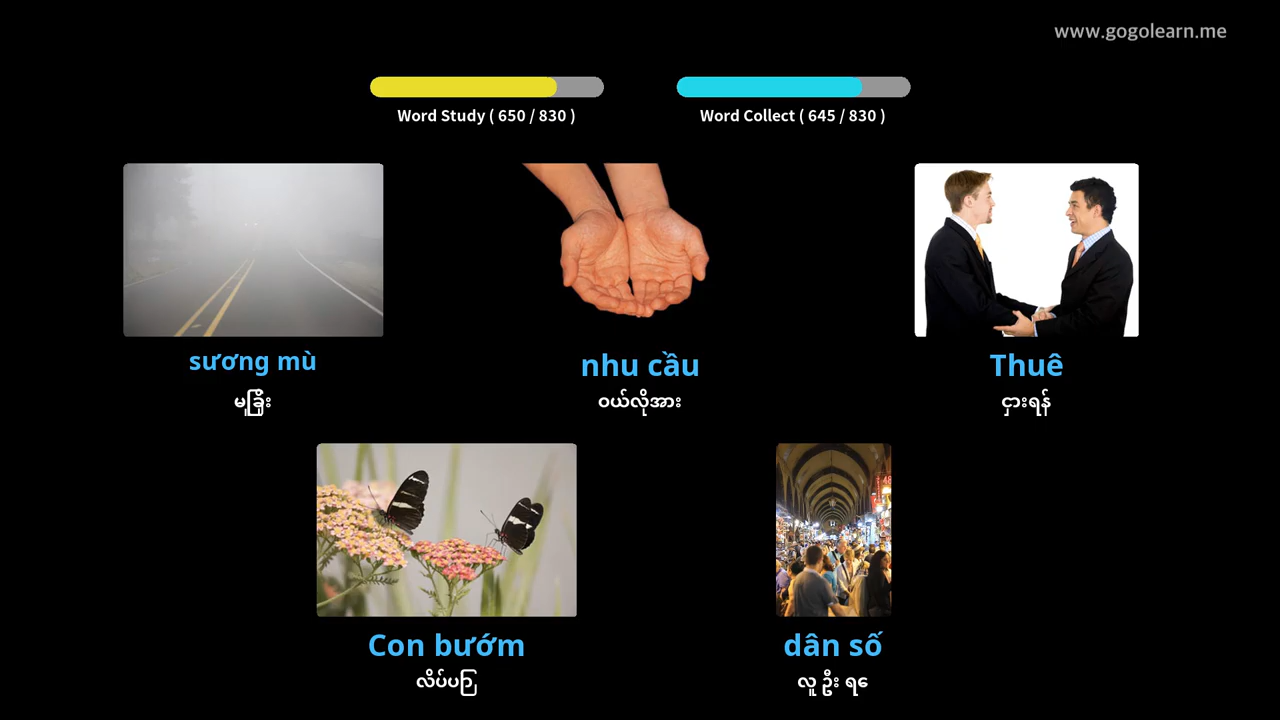 www.gogolearn.me
Word Study ( 650 / 830 )
Word Collect ( 645 / 830 )
sương mù
မြူခိုး
nhu cầu
ဝယ်လိုအား
Thuê
ငှားရန်
Con bướm
လိပ်ပြာ
dân số
လူ ဦး ရေ